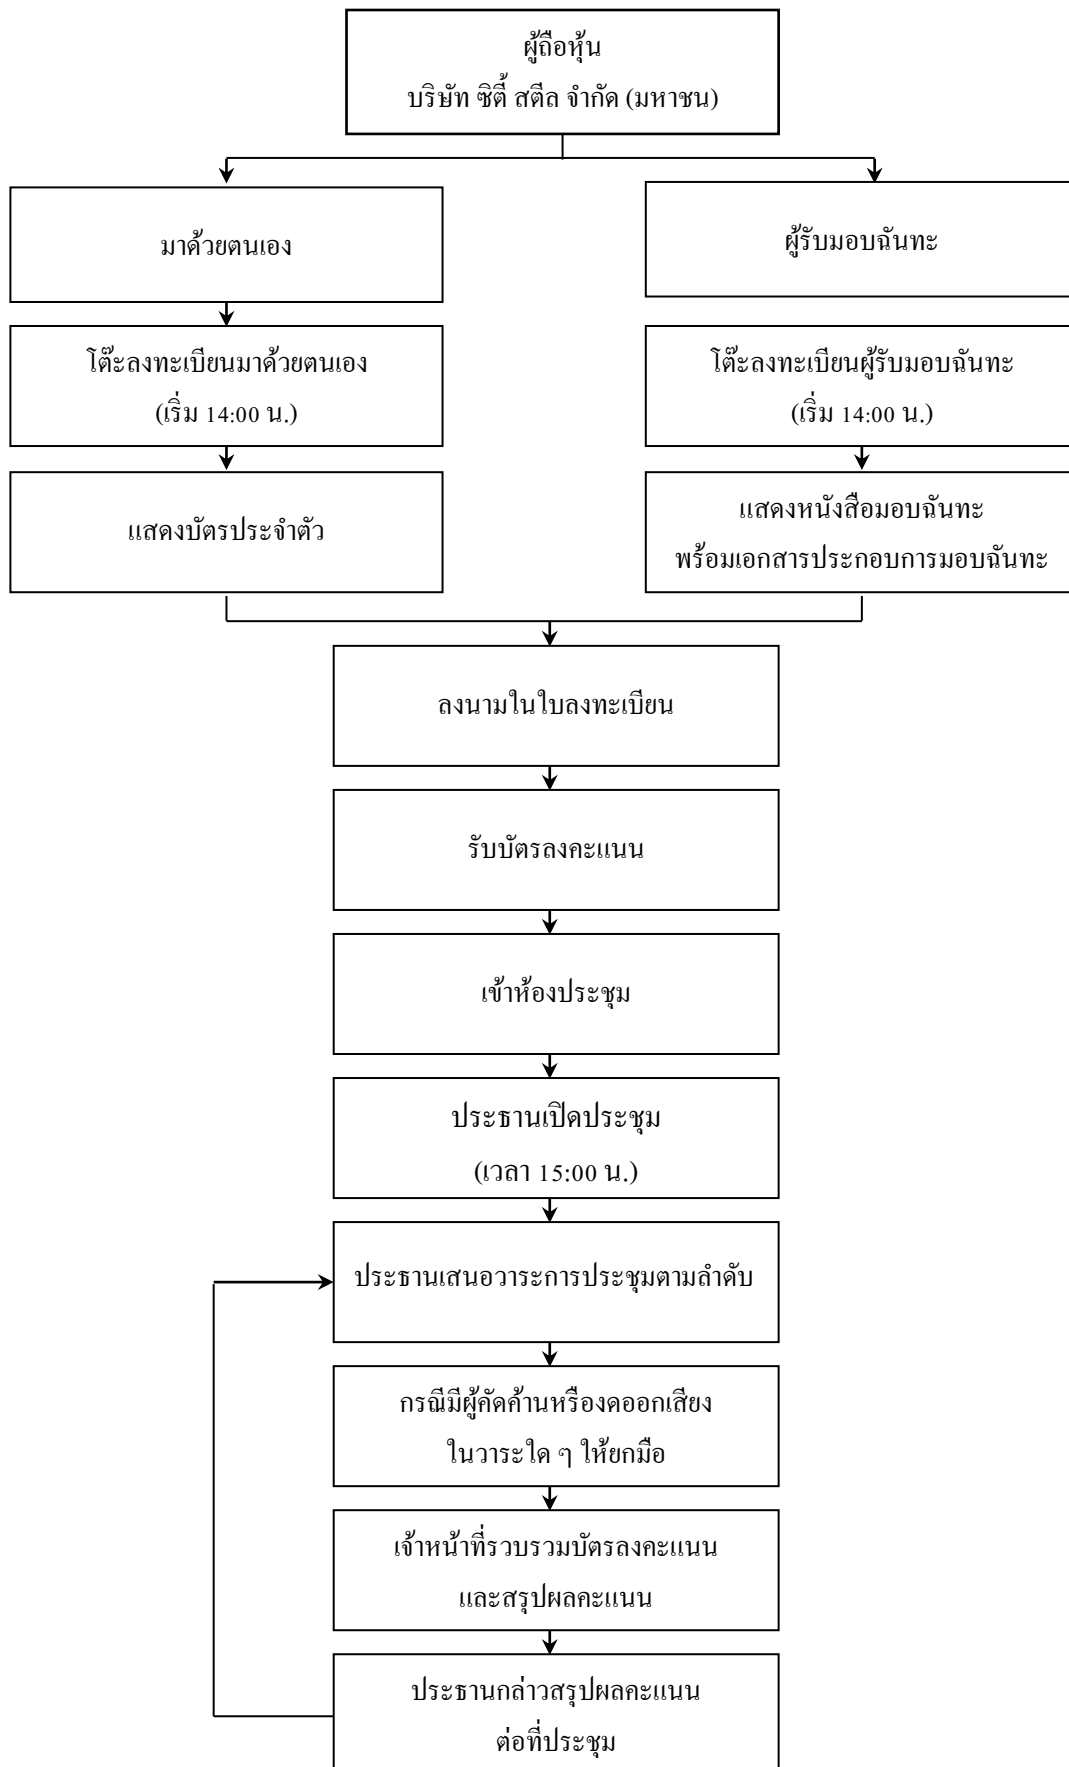 ผู้ถือหุ้น
บริษัท ซิตี้ สตีล จำกัด (มหาชน)
มาด้วยตนเอง
ผู้รับมอบฉันทะ
โต๊ะลงทะเบียนมาด้วยตนเอง
(เริ่ม 14:00 น.)
โต๊ะลงทะเบียนผู้รับมอบฉันทะ
(เริ่ม 14:00 น.)
แสดงบัตรประจำตัว
แสดงหนังสือมอบฉันทะ
พร้อมเอกสารประกอบการมอบฉันทะ
ลงนามในใบลงทะเบียน
รับบัตรลงคะแนน
เข้าห้องประชุม
ประธานเปิดประชุม
(เวลา 15:00 น.)
ประธานเสนอวาระการประชุมตามลำดับ
กรณีมีผู้คัดค้านหรืองดออกเสียง
ในวาระใด ๆ ให้ยกมือ
เจ้าหน้าที่รวบรวมบัตรลงคะแนน
และสรุปผลคะแนน
ประธานกล่าวสรุปผลคะแนน
ต่อที่ประชุม